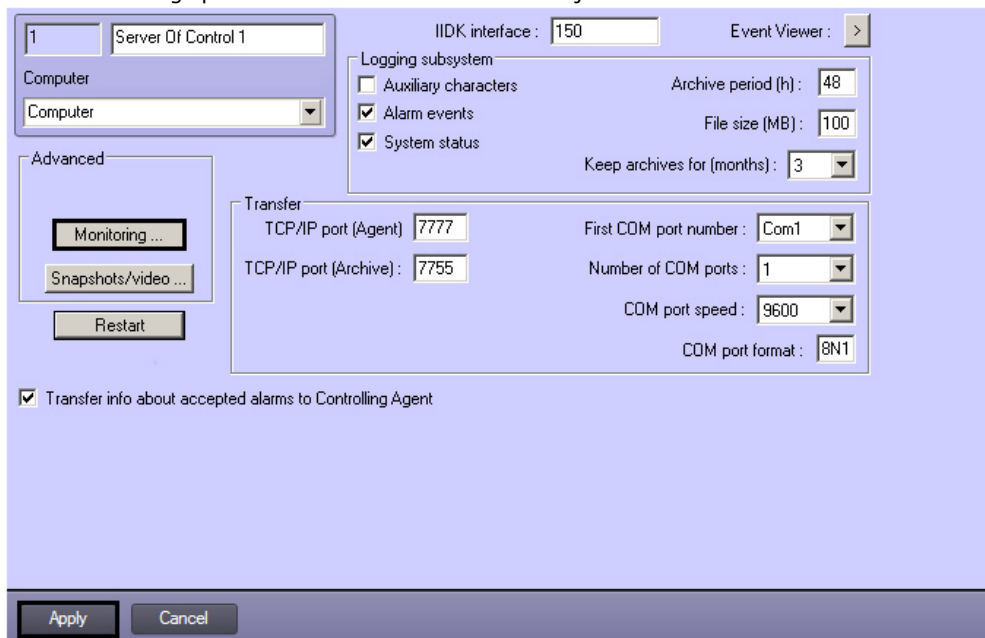 1
Server Of Control 1
IIDK interface :
150
Event Viewer :
>
Computer
Computer
Logging subsystem
Auxiliary characters
Archive period (h) :
48
Alarm events
File size (MB) :
100
System status
Keep archives for (months) :
3
Advanced
Monitoring ...
Snapshots/video ...
Restart
Transfer
TCP/IP port (Agent)
7777
First COM port number :
Com1
TCP/IP port (Archive) :
7755
Number of COM ports :
1
COM port speed :
9600
COM port format :
8N1
Transfer info about accepted alarms to Controlling Agent
Apply
Cancel